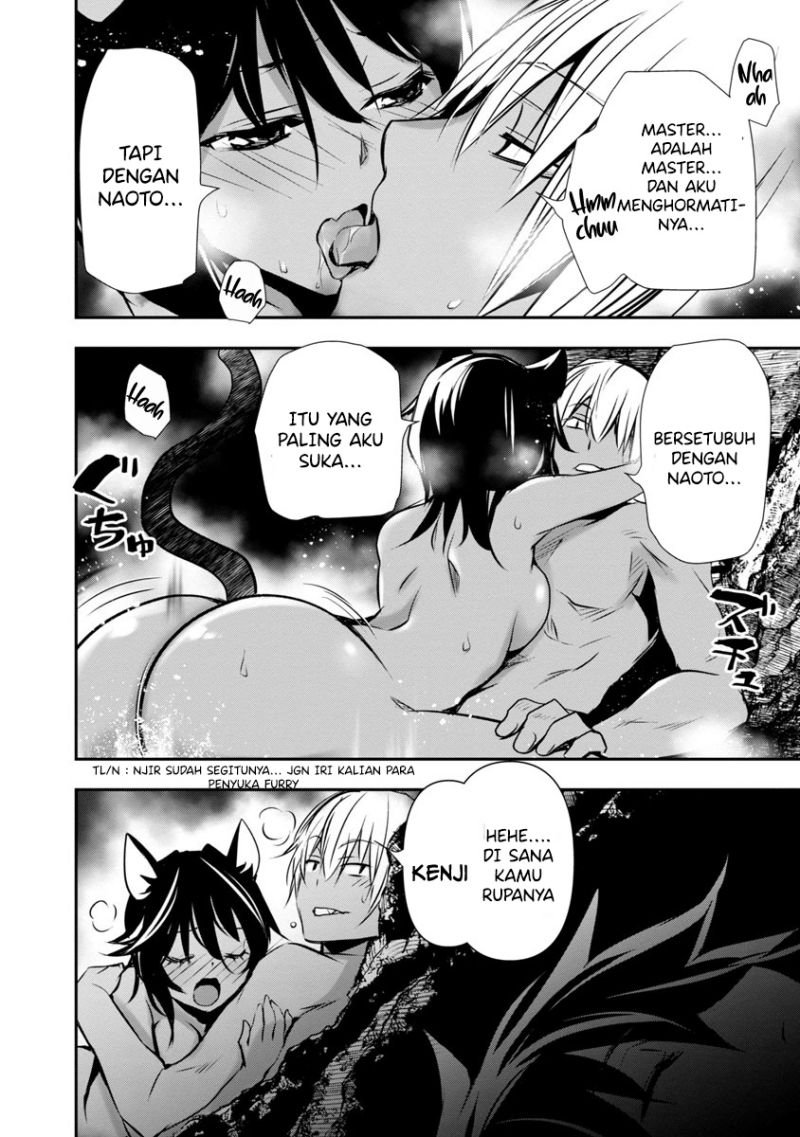 Nha
ah
MASTER...
ADALAH
MASTER...
DAN AKU
MENGHORMATI-
NYA...
Hmm
chuu
TAPI
DENGAN
NAOTO...
Haah
BERSETUBUH
DENGAN
NAOTO...
ズチュ
ITU YANG
PALING AKU
SUKA...
Haah
ぐちゅ
TL/N : NJIR SUDAH SEGITUNYA... JGN IRI KALIAN PARA
PENYUKA FURRY
HEHE....
DI SANA
KAMU
RUPANYA
KENJI